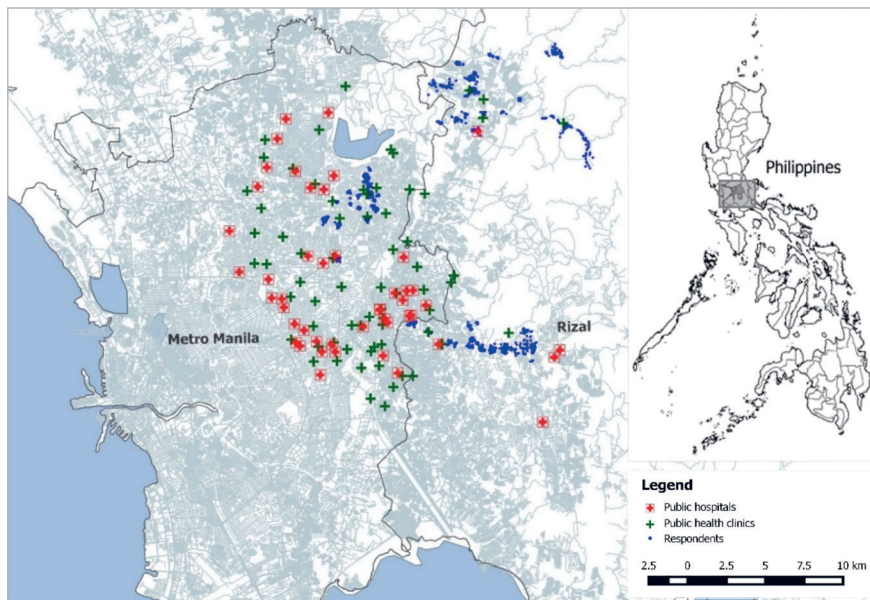 Philippines
Metro Manila
Rizal
Legend
Public hospitals
Public health clinics
Respondents
2.5 0 2.5 5 7.5 10 km